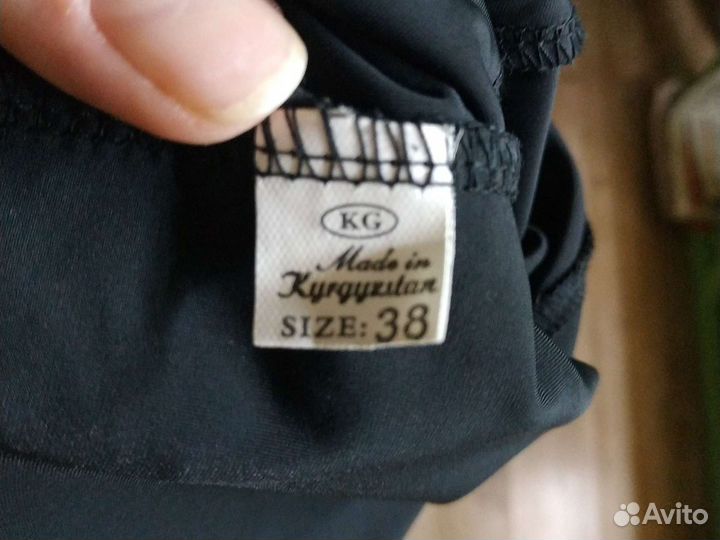 KG
Made in
Kyrgyzstan
SIZE: 38
Avito